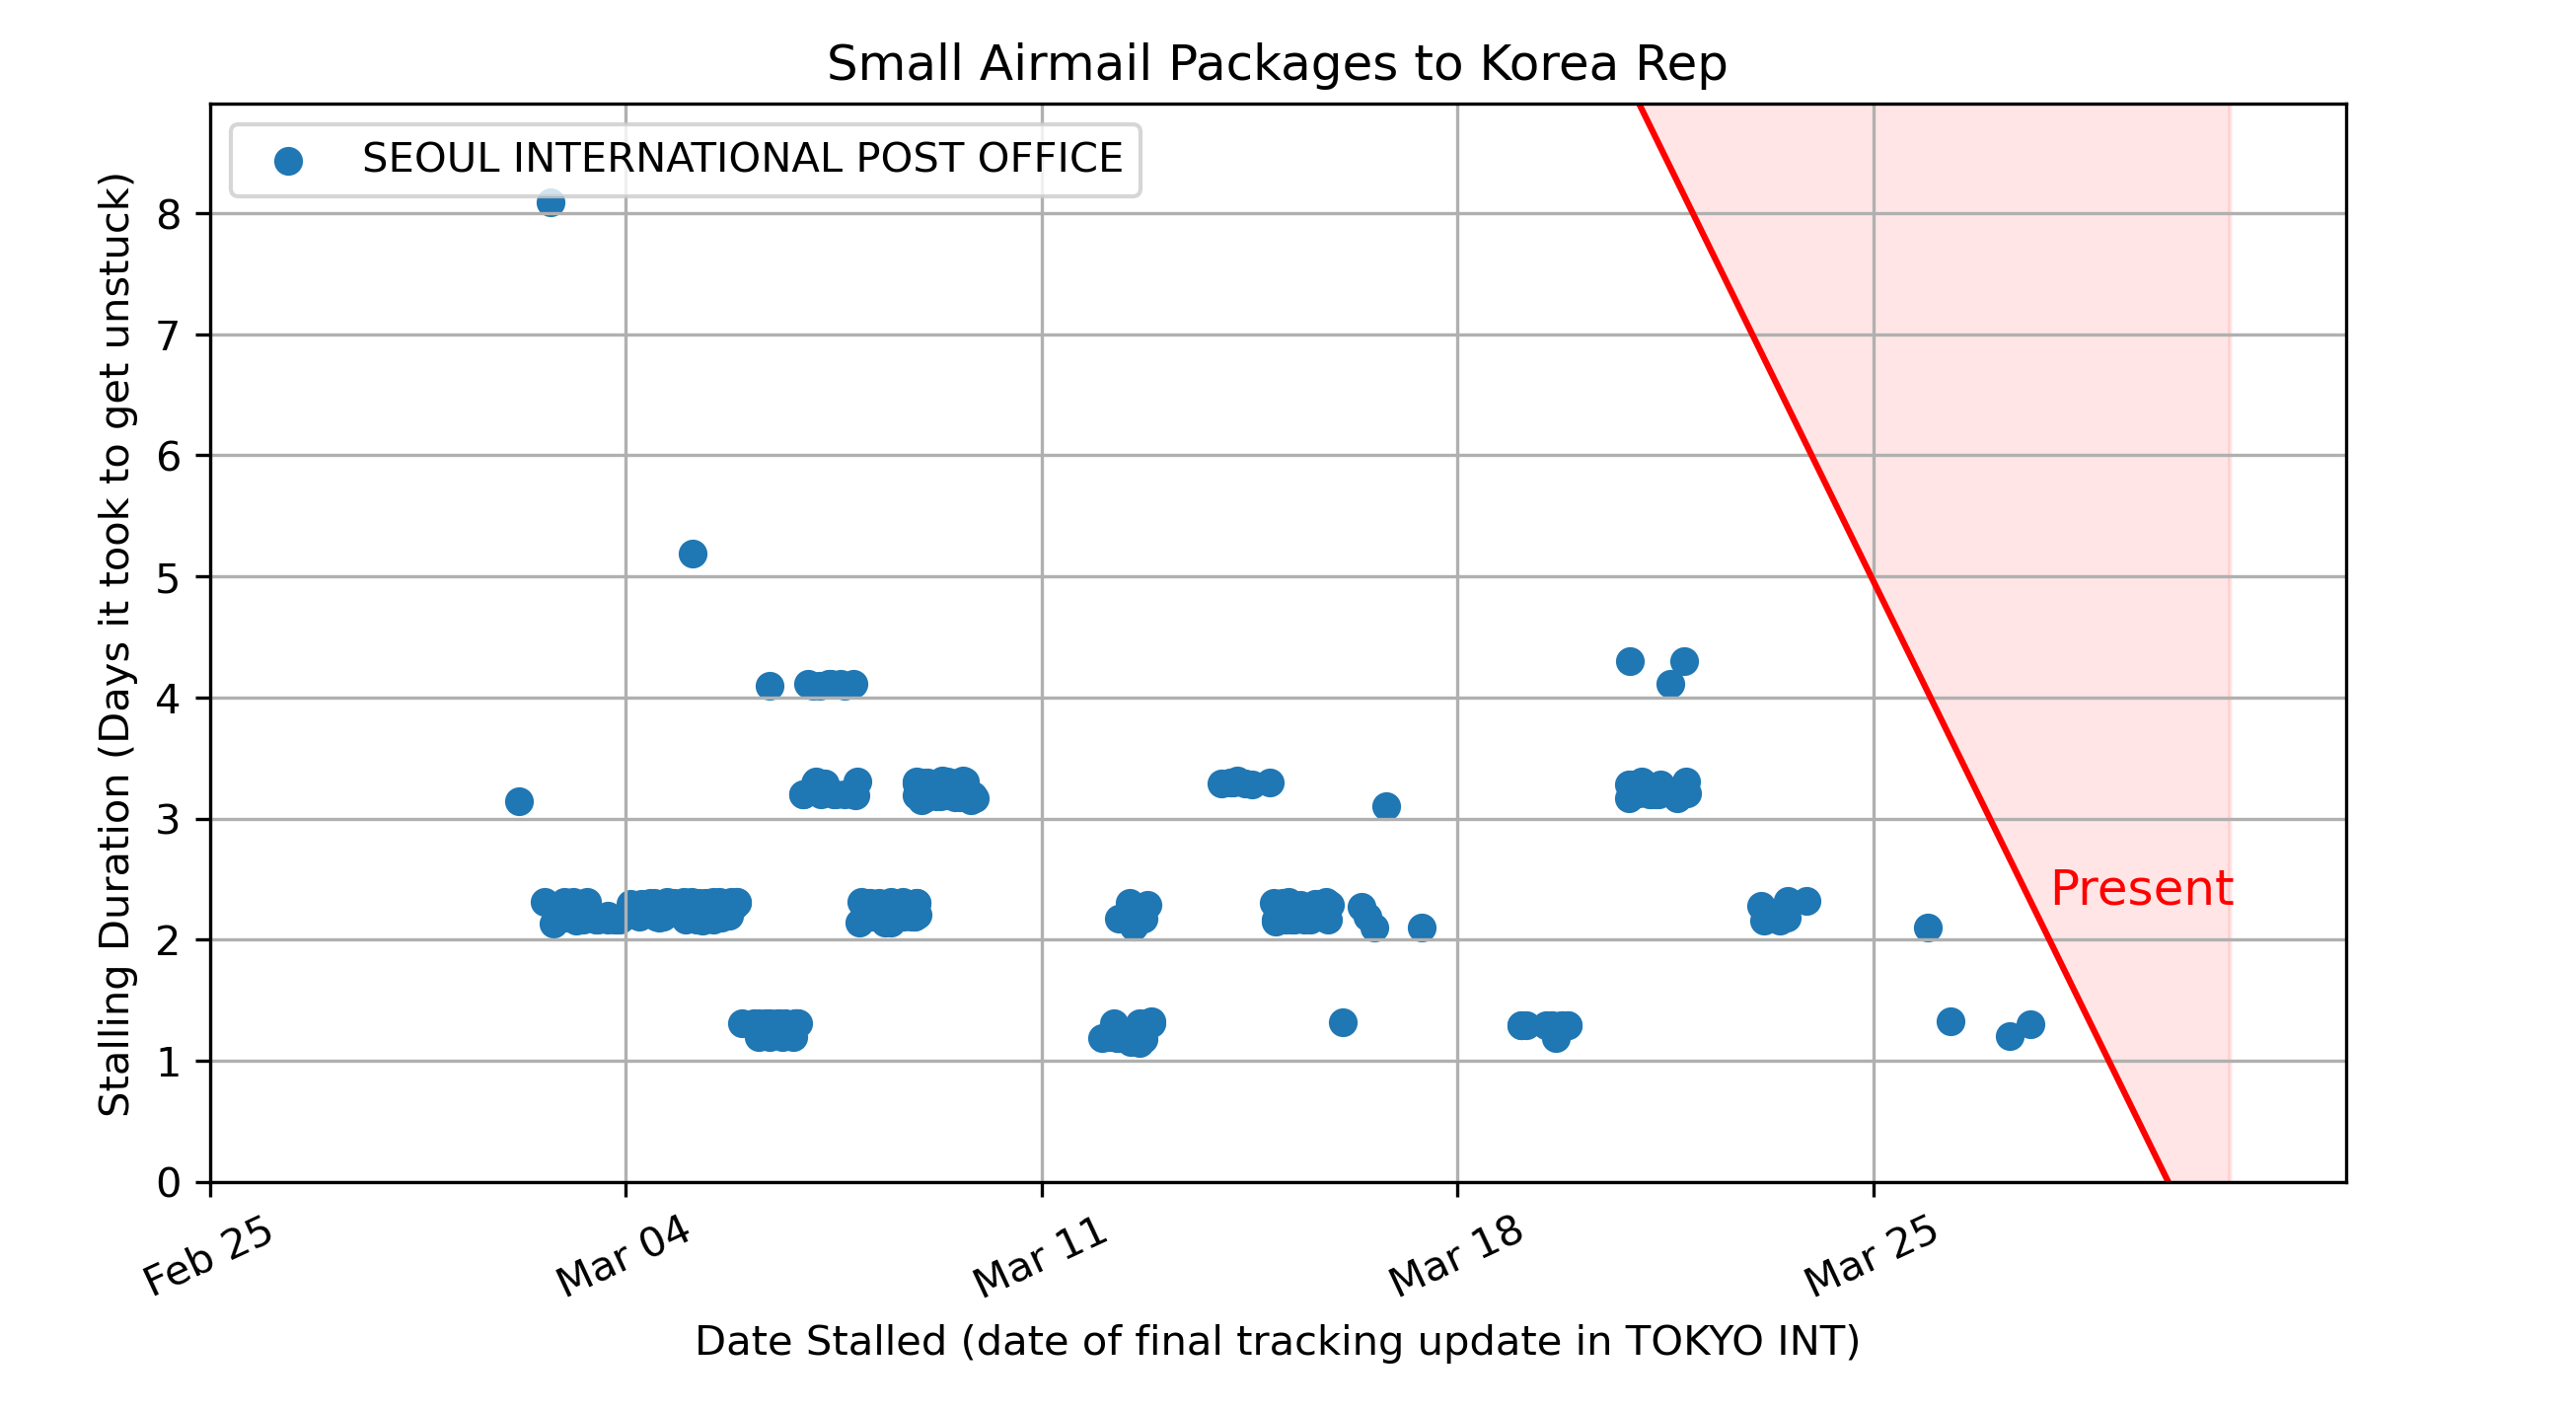 Small Airmail Packages to Korea Rep
SEOUL INTERNATIONAL POST OFFICE
Stalling Duration (Days it took to get unstuck)
8
7
6
5
4
3
2
1
0
Present
Feb 25
Mar 04
Mar 11
Mar 18
Mar 25
Date Stalled (date of final tracking update in TOKYO INT)